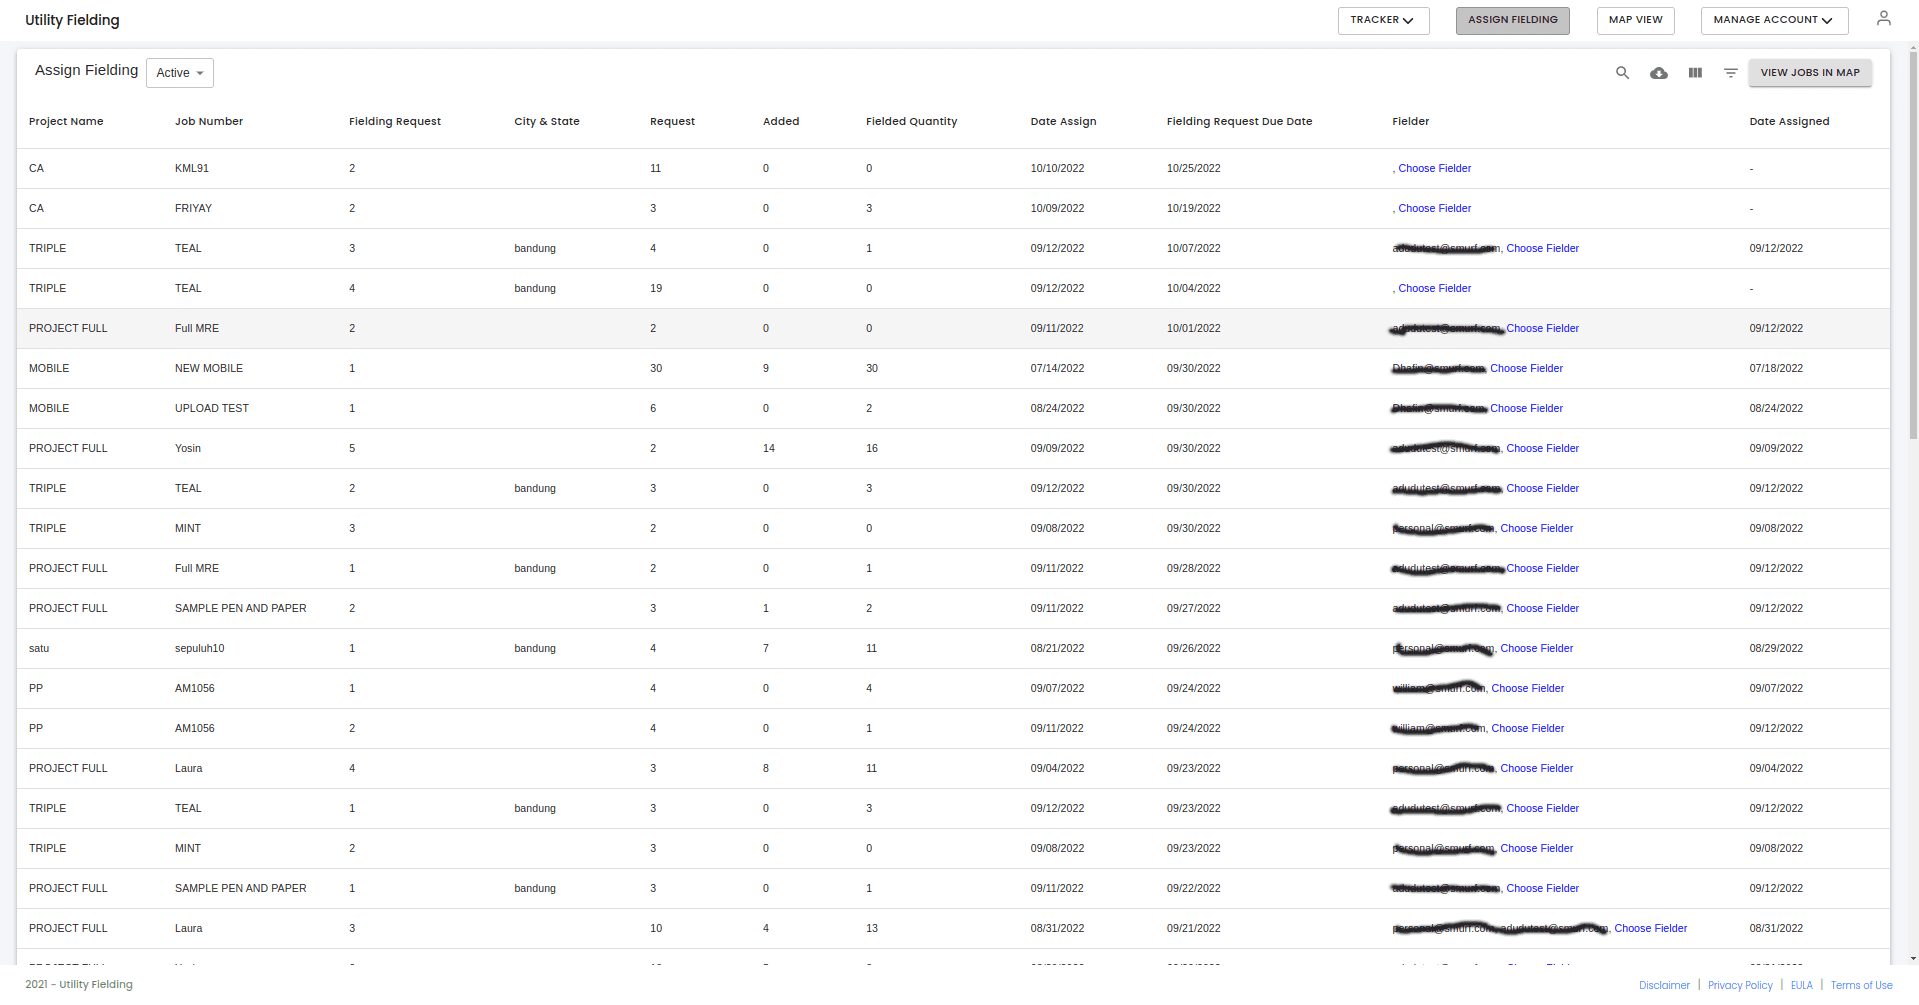 Utility Fielding TRACKER ASSIGN FIELDING MAP VIEW MANAGE ACCOUNT
Assign Fielding Active VIEW JOBS IN MAP
Project Name Job Number Fielding Request City & State Request Added Fielded Quantity Date Assign Fielding Request Due Date Fielder Date Assigned
CA KML91 2 11 0 0 10/10/2022 10/25/2022 , Choose Fielder -
CA FRIYAY 2 3 0 3 10/09/2022 10/19/2022 , Choose Fielder -
TRIPLE TEAL 3 bandung 4 0 1 09/12/2022 10/07/2022 , Choose Fielder 09/12/2022
TRIPLE TEAL 4 bandung 19 0 0 09/12/2022 10/04/2022 , Choose Fielder -
PROJECT FULL Full MRE 2 2 0 0 09/11/2022 10/01/2022 Choose Fielder 09/12/2022
MOBILE NEW MOBILE 1 30 9 30 07/14/2022 09/30/2022 , Choose Fielder 07/18/2022
MOBILE UPLOAD TEST 1 6 0 2 08/24/2022 09/30/2022 Choose Fielder 08/24/2022
PROJECT FULL Yosin 5 2 14 16 09/09/2022 09/30/2022 , Choose Fielder 09/09/2022
TRIPLE TEAL 2 bandung 3 0 3 09/12/2022 09/30/2022 Choose Fielder 09/12/2022
TRIPLE MINT 3 2 0 0 09/08/2022 09/30/2022 , Choose Fielder 09/08/2022
PROJECT FULL Full MRE 1 bandung 2 0 1 09/11/2022 09/28/2022 Choose Fielder 09/12/2022
PROJECT FULL SAMPLE PEN AND PAPER 2 3 1 2 09/11/2022 09/27/2022 , Choose Fielder 09/12/2022
satu sepuluh10 1 bandung 4 7 11 08/21/2022 09/26/2022 , Choose Fielder 08/29/2022
PP AM1056 1 4 0 4 09/07/2022 09/24/2022 , Choose Fielder 09/07/2022
PP AM1056 2 4 0 1 09/11/2022 09/24/2022 , Choose Fielder 09/12/2022
PROJECT FULL Laura 4 3 8 11 09/04/2022 09/23/2022 , Choose Fielder 09/04/2022
TRIPLE TEAL 1 bandung 3 0 3 09/12/2022 09/23/2022 , Choose Fielder 09/12/2022
TRIPLE MINT 2 3 0 0 09/08/2022 09/23/2022 , Choose Fielder 09/08/2022
PROJECT FULL SAMPLE PEN AND PAPER 1 bandung 3 0 1 09/11/2022 09/22/2022 , Choose Fielder 09/12/2022
PROJECT FULL Laura 3 10 4 13 08/31/2022 09/21/2022 , Choose Fielder 08/31/2022
2021 - Utility Fielding Disclaimer | Privacy Policy | EULA | Terms of Use